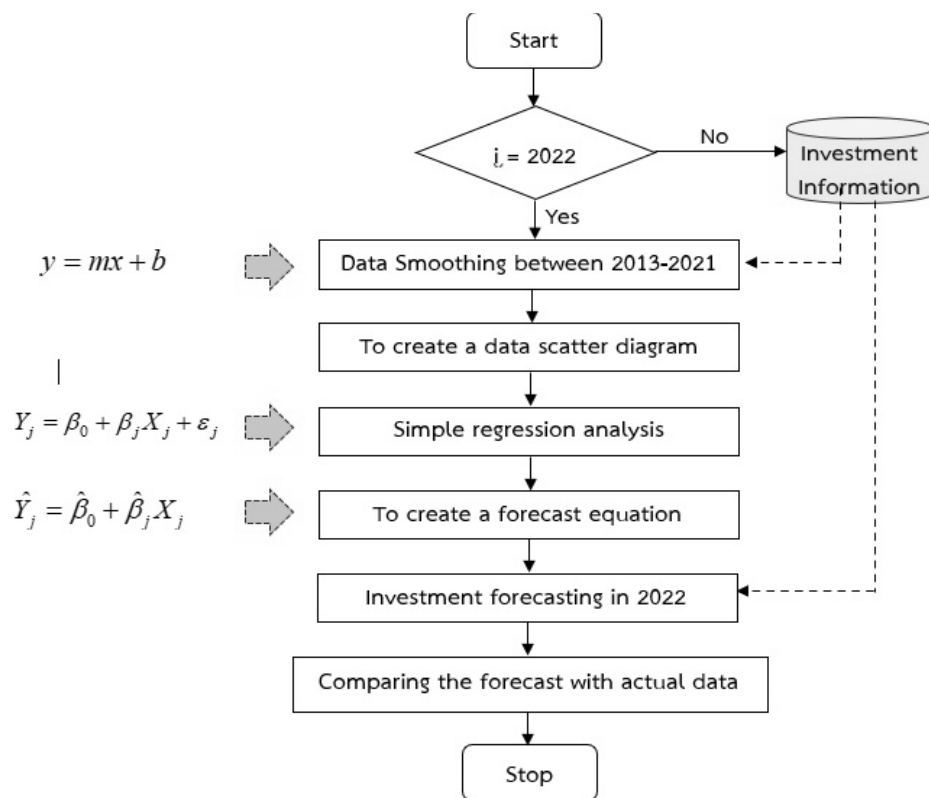 Start
i = 2022
No
Investment
Information
Yes
y = mx + b
Data Smoothing between 2013-2021
To create a data scatter diagram
|
Y_j = β_0 + β_j X_j + ε_j
Simple regression analysis
Ŷ_j = β̂_0 + β̂_j X_j
To create a forecast equation
Investment forecasting in 2022
Comparing the forecast with actual data
Stop